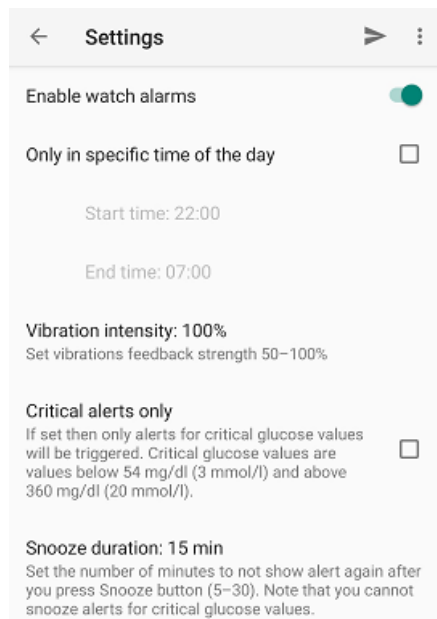 Settings
Enable watch alarms
Only in specific time of the day
Start time: 22:00
End time: 07:00
Vibration intensity: 100%
Set vibrations feedback strength 50–100%
Critical alerts only
If set then only alerts for critical glucose values
will be triggered. Critical glucose values are
values below 54 mg/dl (3 mmol/l) and above
360 mg/dl (20 mmol/l).
Snooze duration: 15 min
Set the number of minutes to not show alert again after
you press Snooze button (5–30). Note that you cannot
snooze alerts for critical glucose values.